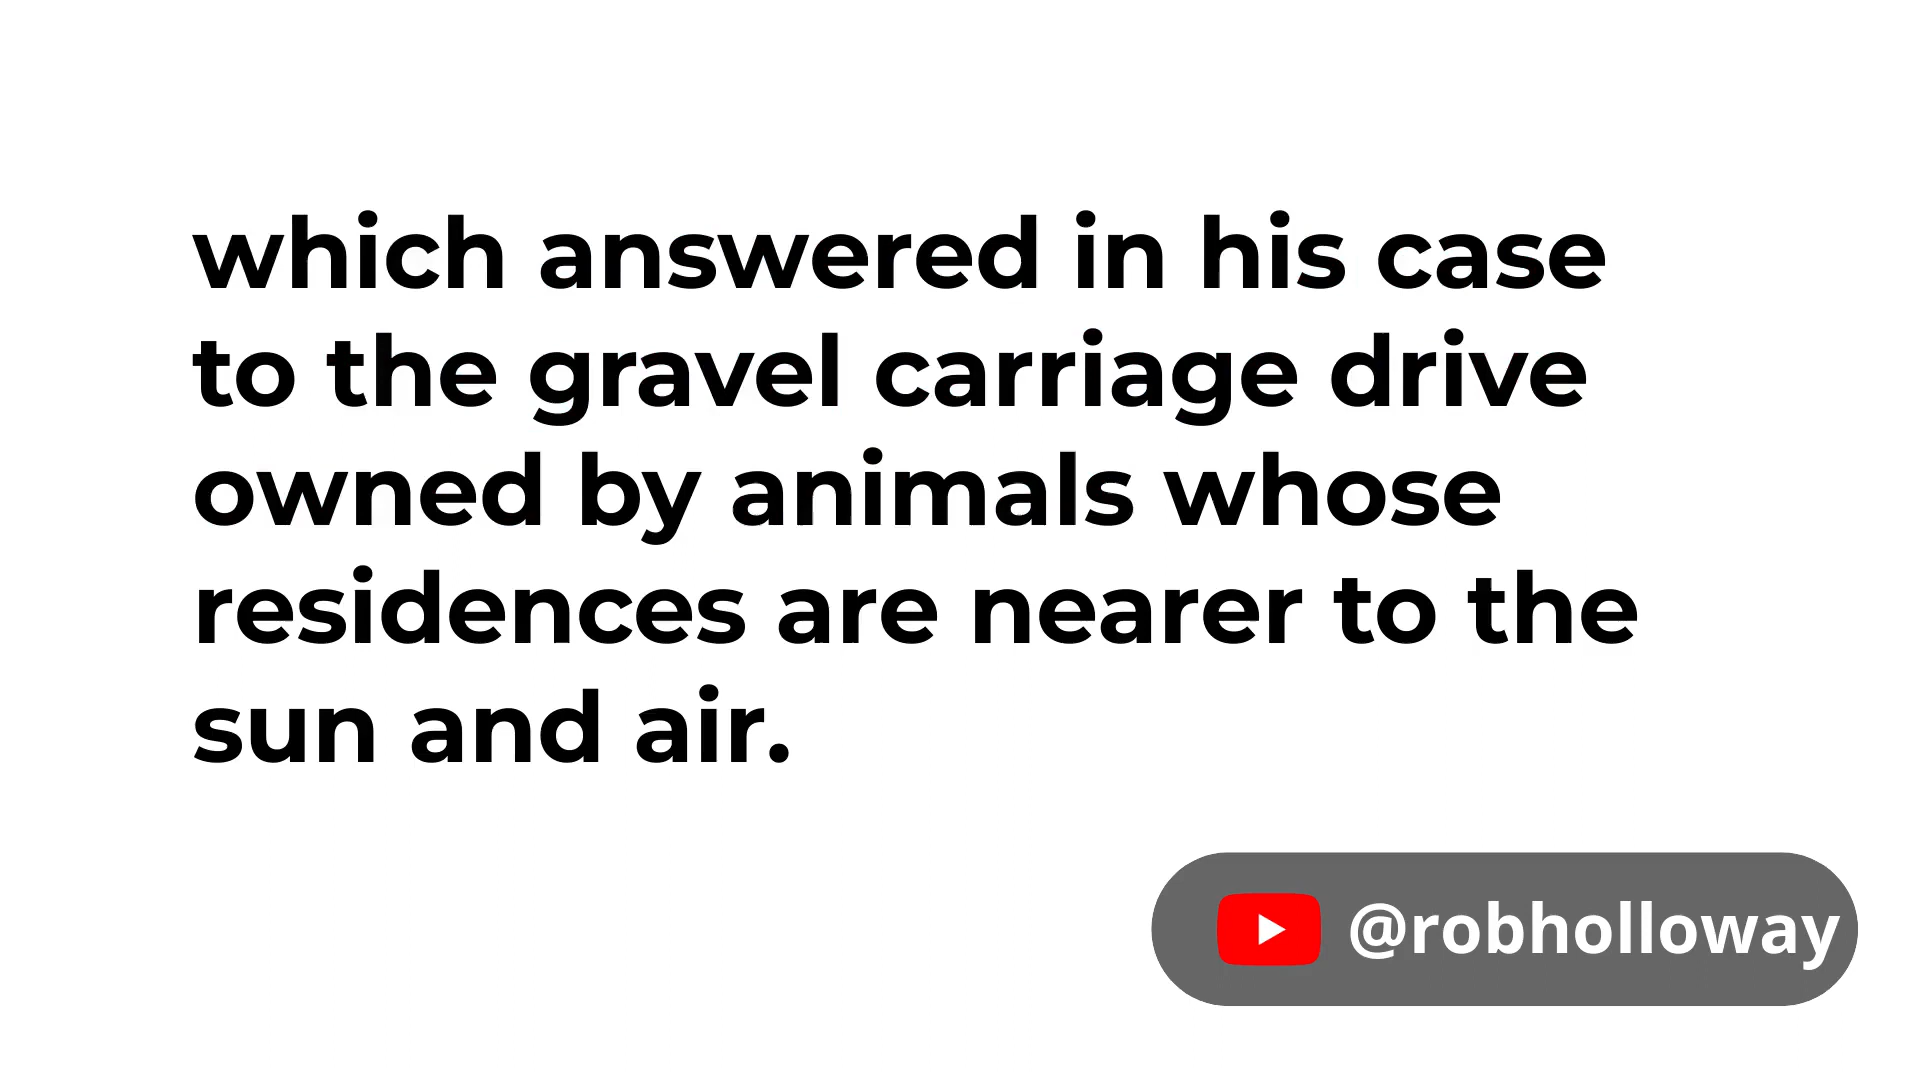 which answered in his case
to the gravel carriage drive
owned by animals whose
residences are nearer to the
sun and air.
@robholloway